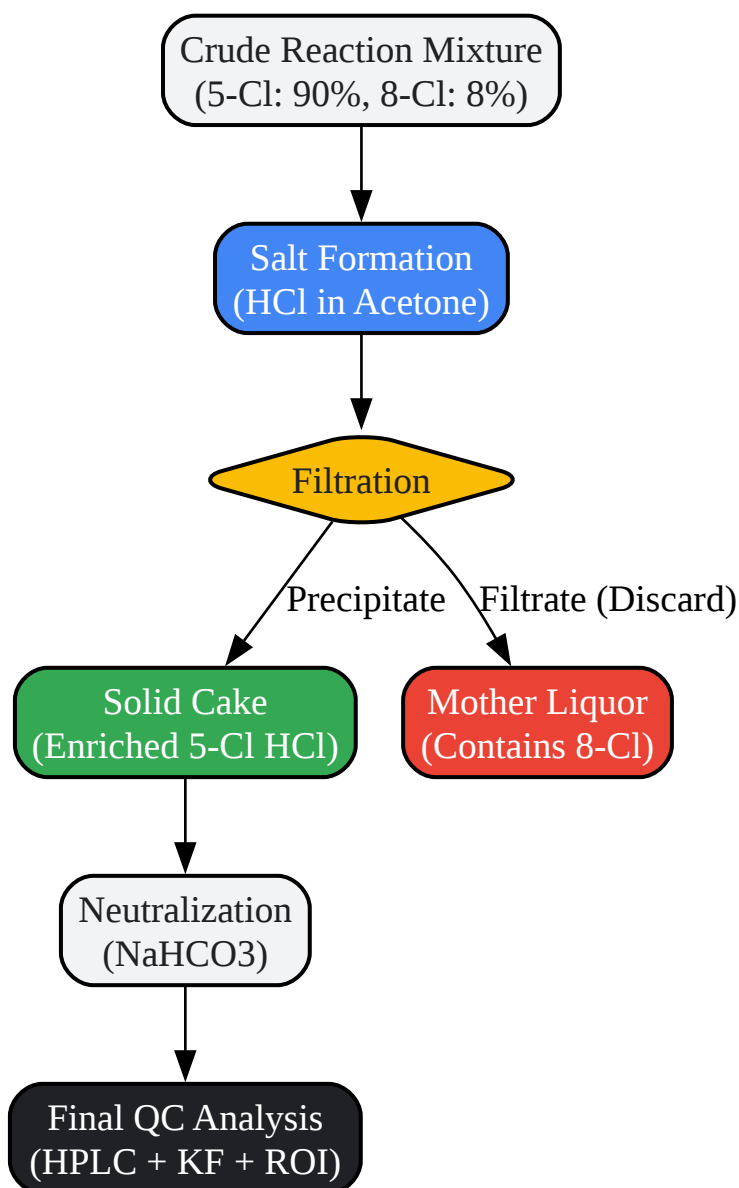 Crude Reaction Mixture
(5-Cl: 90%, 8-Cl: 8%)
Salt Formation
(HCl in Acetone)
Filtration
Precipitate
Filtrate (Discard)
Solid Cake
(Enriched 5-Cl HCl)
Mother Liquor
(Contains 8-Cl)
Neutralization
(NaHCO3)
Final QC Analysis
(HPLC + KF + ROI)